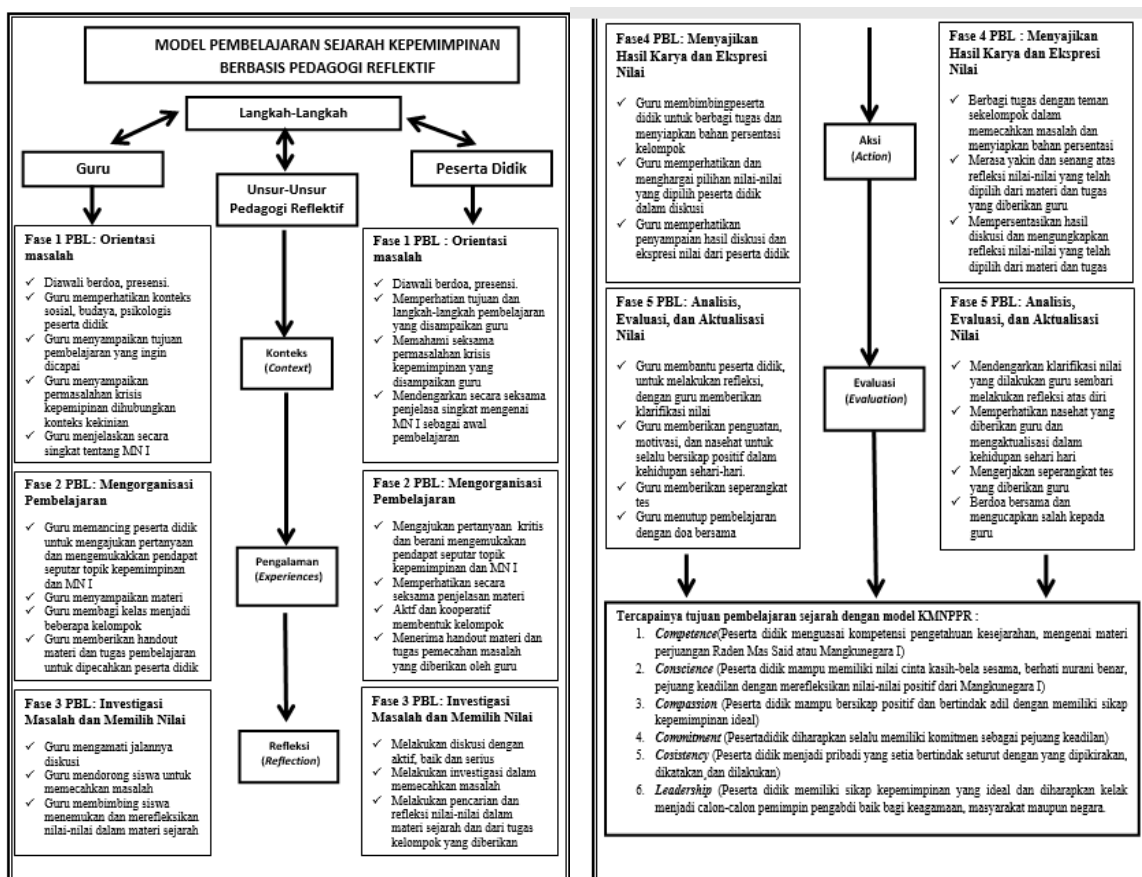 MODEL PEMBELAJARAN SEJARAH KEPEMIMPINAN
BERBASIS PEDAGOGI REFLEKTIF
Langkah-Langkah
Guru
Unsur-Unsur
Pedagogi Reflektif
Peserta Didik
Fase 1 PBL: Orientasi
masalah
✓ Diawali berdoa, presensi.
✓ Guru memperhatikan konteks
sosial, budaya, psikologis
peserta didik
✓ Guru menyampaikan tujuan
pembelajaran yang ingin
dicapai
✓ Guru menyampaikan
permasalahan krisis
kepemipinan dihubungkan
konteks kekinian
✓ Guru menjelaskan secara
singkat tentang MN I
Konteks
(Context)
Fase 1 PBL : Orientasi
masalah
✓ Diawali berdoa, presensi.
✓ Memperhatian tujuan dan
langkah-langkah pembelajaran
yang disampaikan guru
✓ Memahami seksama
permasalahan krisis
kepemimpinan yang
disampaikan guru
✓ Mendengarkan secara seksama
penjelasa singkat mengenai
MN I sebagai awal
pembelajaran
Fase 2 PBL: Mengorganisasi
Pembelajaran
✓ Guru memancing peserta didik
untuk mengajukan pertanyaan
dan mengemukakkan pendapat
seputar topik kepemimpinan
dan MN I
✓ Guru menyampaikan materi
✓ Guru membagi kelas menjadi
beberapa kelompok
✓ Guru memberikan handout
materi dan tugas pembelajaran
untuk dipecahkan peserta didik
Pengalaman
(Experiences)
Fase 2 PBL: Mengorganisasi
Pembelajaran
✓ Mengajukan pertanyaan kritis
dan berani mengemukakan
pendapat seputar topik
kepemimpinan dan MN I
✓ Memperhatikan secara
seksama penjelasan materi
✓ Aktf dan kooperatif
membentuk kelompok
✓ Menerima handout materi dan
tugas pemecahan masalah
yang diberikan oleh guru
Fase 3 PBL: Investigasi
Masalah dan Memilih Nilai
✓ Guru mengamati jalannya
diskusi
✓ Guru mendorong siswa untuk
memecahkan masalah
✓ Guru membimbing siswa
menemukan dan merefleksikan
nilai-nilai dalam materi sejarah
Refleksi
(Reflection)
Fase 3 PBL: Investigasi
Masalah dan Memilih Nilai
✓ Melakukan diskusi dengan
aktif, baik dan serius
✓ Melakukan investigasi dalam
memecahkan masalah
✓ Melakukan pencarian dan
refleksi nilai-nilai dalam
materi sejarah dan dari tugas
kelompok yang diberikan
Fase4 PBL: Menyajikan
Hasil Karya dan Ekspresi
Nilai
✓ Guru membimbingpeserta
didik untuk berbagi tugas dan
menyiapkan bahan persentasi
kelompok
✓ Guru memperhatikan dan
menghargai pilihan nilai-nilai
yang dipilih peserta didik
dalam diskusi
✓ Guru memperhatikan
penyampaian hasil diskusi dan
ekspresi nilai dari peserta didik
Aksi
(Action)
Fase 4 PBL : Menyajikan
Hasil Karya dan Ekspresi
Nilai
✓ Berbagi tugas dengan teman
sekelompok dalam
memecahkan masalah dan
menyiapkan bahan persentasi
✓ Merasa yakin dan senang atas
refleksi nilai-nilai yang telah
dipilih dari materi dan tugas
yang diberikan guru
✓ Mempersentasikan hasil
diskusi dan mengungkapkan
refleksi nilai-nilai yang telah
dipilih dari materi dan tugas
Fase 5 PBL: Analisis,
Evaluasi, dan Aktualisasi
Nilai
✓ Guru membantu peserta didik,
untuk melakukan refleksi,
dengan guru memberikan
klarifikasi nilai
✓ Guru memberikan penguatan,
motivasi, dan nasehat untuk
selalu bersikap positif dalam
kehidupan sehari-hari.
✓ Guru memberikan seperangkat
tes
✓ Guru menutup pembelajaran
dengan doa bersama
Evaluasi
(Evaluation)
Fase 5 PBL: Analisis,
Evaluasi, dan Aktualisasi
Nilai
✓ Mendengarkan klarifikasi nilai
yang dilakukan guru sembari
melakukan refleksi atas diri
✓ Memperhatikan nasehat yang
diberikan guru dan
mengaktualisasi dalam
kehidupan sehari hari
✓ Mengerjakan seperangkat tes
yang diberikan guru
✓ Berdoa bersama dan
mengucapkan salah kepada
guru
Tercapainya tujuan pembelajaran sejarah dengan model KMNPPR :
1. Competence(Peserta didik menguasai kompetensi pengetahuan kesejarahan, mengenai materi
perjuangan Raden Mas Said atau Mangkunegara I)
2. Conscience (Peserta didik mampu memiliki nilai cinta kasih-bela sesama, berhati nurani benar,
pejuang keadilan dengan merefleksikan nilai-nilai positif dari Mangkunegara I)
3. Compassion (Peserta didik mampu bersikap positif dan bertindak adil dengan memiliki sikap
kepemimpinan ideal)
4. Commitment (Pesertadidik diharapkan selalu memiliki komitmen sebagai pejuang keadilan)
5. Cosistency (Peserta didik menjadi pribadi yang setia bertindak seturut dengan yang dipikirakan,
dikatakan dan dilakukan)
6. Leadership (Peserta didik memiliki sikap kepemimpinan yang ideal dan diharapkan kelak
menjadi calon-calon pemimpin pengabdi baik bagi keagamaan, masyarakat maupun negara.